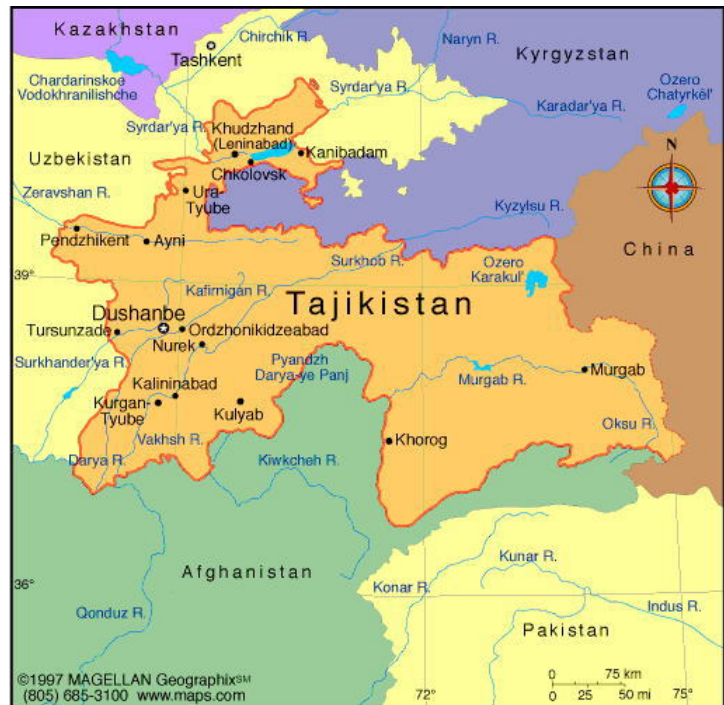 Kazakhstan
Tashkent
Chirchik R.
Naryn R.
Kyrgyzstan
Chardarinskoe
Vodokhranilishche
Ozero
Chatyrkël'
Syrdar'ya R.
Karadar'ya R.
Syrdar'ya R.
Khudzhand
(Leninabad)
Kanibadam
Uzbekistan
Chkolovsk
N
Zeravshan R.
Ura-
Tyube
Kyzylsu R.
Pendzhikent
Ayni
China
39°
Surkhob R.
Ozero
Karakul'
Kafirnigan R.
Tajikistan
Dushanbe
Tursunzade
Ordzhonikidzeabad
Nurek
Surkhander'ya R.
Pyandzh
Darya-ye Panj
Murgab R.
Murgab
Kalininabad
Kurgan-
Tyube
Kulyab
Oksu R.
Vakhsh R.
Khorog
Darya R.
Kiwkcheh R.
Afghanistan
36°
Kunar R.
Konar R.
Indus R.
Qonduz R.
Pakistan
©1997 MAGELLAN Geographix℠
(805) 685-3100 www.maps.com
0 75 km
0 25 50 mi
72°
75°